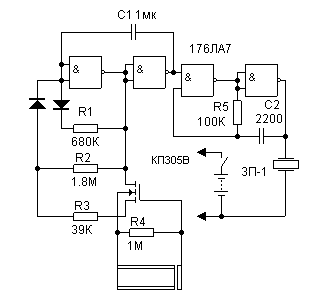 C1 1мк
176ЛА7
&
&
&
&
R1
680K
R5
100K
C2
2200
R2
1.8M
КП305В
ЗП-1
R3
39K
R4
1M